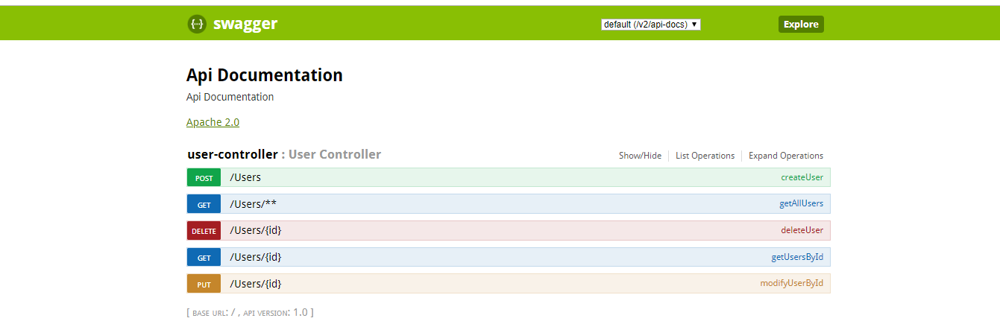 {··} swagger default (/v2/api-docs) ▼ Explore
Api Documentation
Api Documentation
Apache 2.0
user-controller : User Controller Show/Hide List Operations Expand Operations
POST /Users createUser
GET /Users/** getAllUsers
DELETE /Users/{id} deleteUser
GET /Users/{id} getUsersById
PUT /Users/{id} modifyUserById
[ BASE URL: / , API VERSION: 1.0 ]